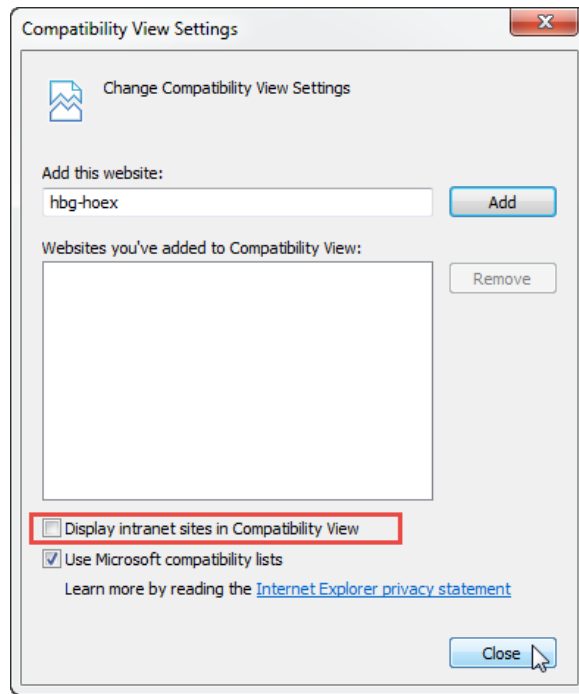 Compatibility View Settings
Change Compatibility View Settings
Add this website:
hbg-hoex
Add
Websites you've added to Compatibility View:
Remove
Display intranet sites in Compatibility View
Use Microsoft compatibility lists
Learn more by reading the Internet Explorer privacy statement
Close